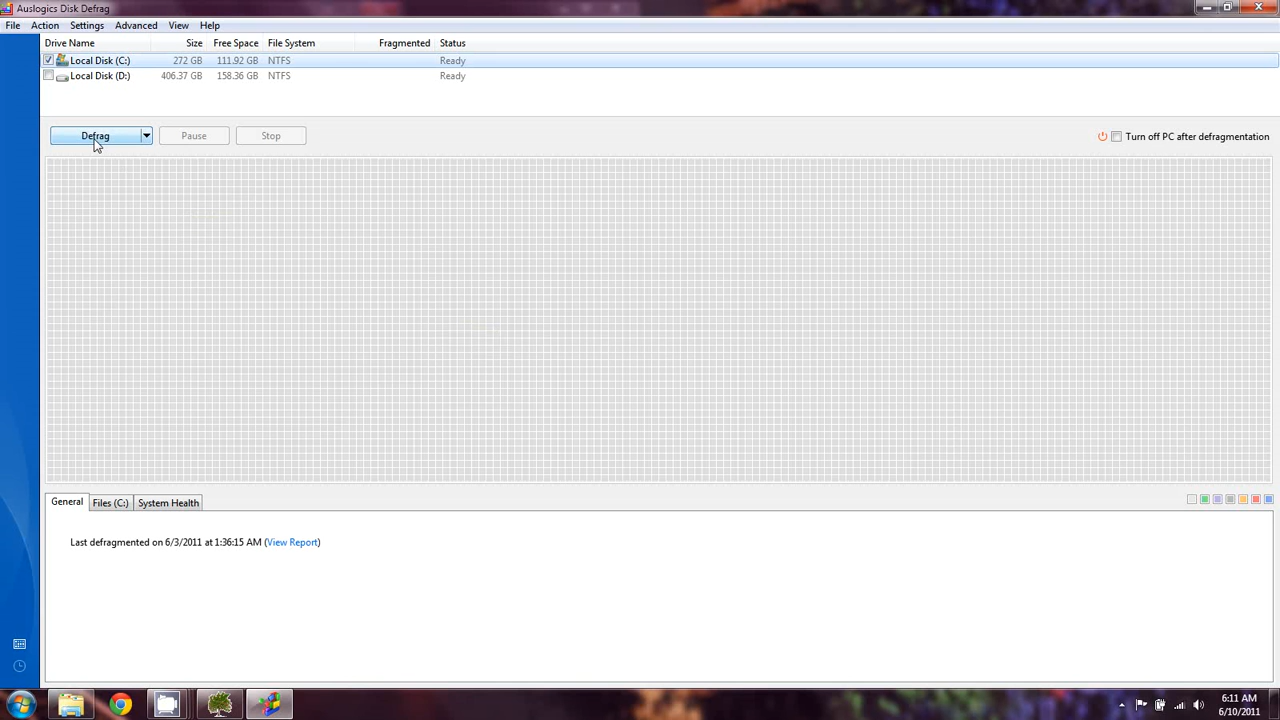 Auslogics Disk Defrag
File Action Settings Advanced View Help
Drive Name Size Free Space File System Fragmented Status
Local Disk (C:) 272 GB 111.92 GB NTFS Ready
Local Disk (D:) 406.37 GB 158.36 GB NTFS Ready
Defrag Pause Stop Turn off PC after defragmentation
General Files (C:) System Health
Last defragmented on 6/3/2011 at 1:36:15 AM (View Report)
6:11 AM
6/10/2011